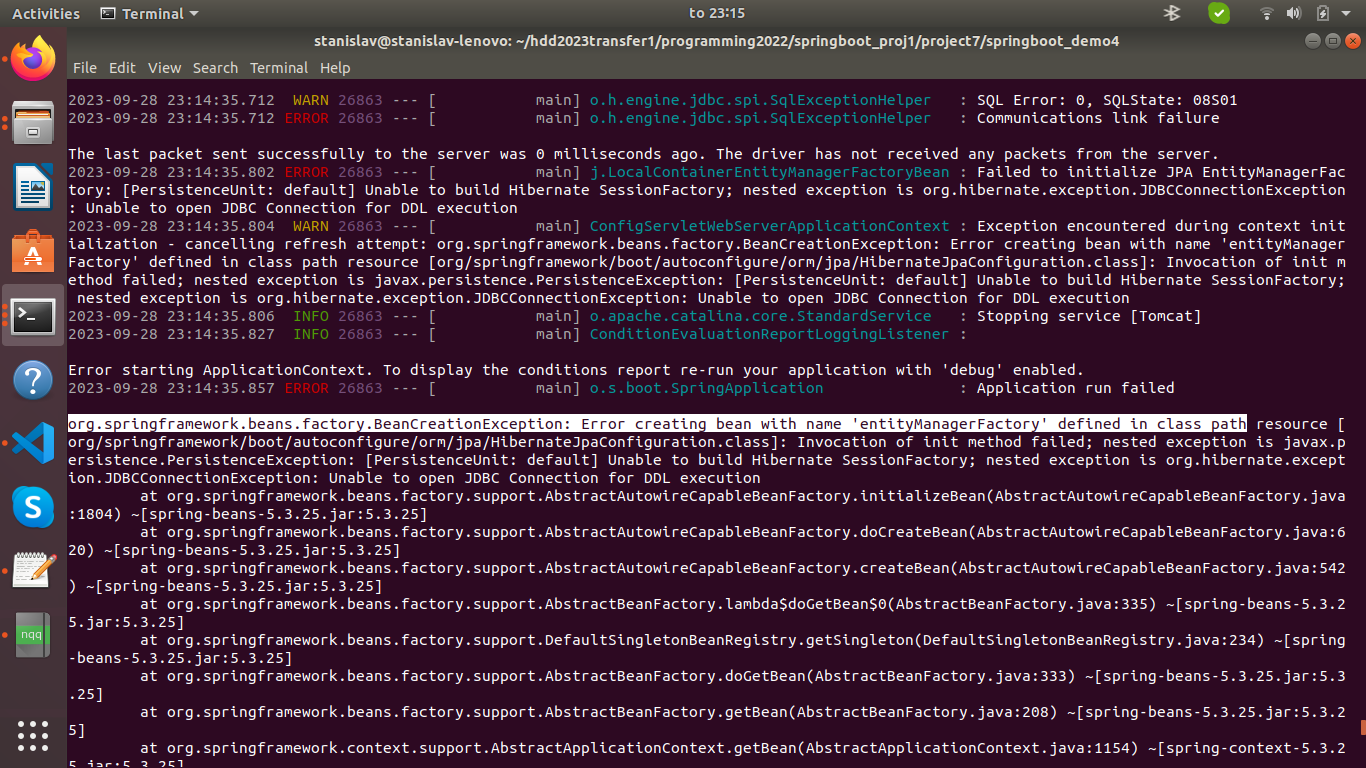 Activities Terminal to 23:15
stanislav@stanislav-lenovo: ~/hdd2023transfer1/programming2022/springboot_proj1/project7/springboot_demo4
File Edit View Search Terminal Help
2023-09-28 23:14:35.712  WARN 26863 --- [           main] o.h.engine.jdbc.spi.SqlExceptionHelper   : SQL Error: 0, SQLState: 08S01
2023-09-28 23:14:35.712 ERROR 26863 --- [           main] o.h.engine.jdbc.spi.SqlExceptionHelper   : Communications link failure
The last packet sent successfully to the server was 0 milliseconds ago. The driver has not received any packets from the server.
2023-09-28 23:14:35.802 ERROR 26863 --- [           main] j.LocalContainerEntityManagerFactoryBean : Failed to initialize JPA EntityManagerFac
tory: [PersistenceUnit: default] Unable to build Hibernate SessionFactory; nested exception is org.hibernate.exception.JDBCConnectionException
: Unable to open JDBC Connection for DDL execution
2023-09-28 23:14:35.804  WARN 26863 --- [           main] ConfigServletWebServerApplicationContext : Exception encountered during context init
ialization - cancelling refresh attempt: org.springframework.beans.factory.BeanCreationException: Error creating bean with name 'entityManager
Factory' defined in class path resource [org/springframework/boot/autoconfigure/orm/jpa/HibernateJpaConfiguration.class]: Invocation of init m
ethod failed; nested exception is javax.persistence.PersistenceException: [PersistenceUnit: default] Unable to build Hibernate SessionFactory;
 nested exception is org.hibernate.exception.JDBCConnectionException: Unable to open JDBC Connection for DDL execution
2023-09-28 23:14:35.806  INFO 26863 --- [           main] o.apache.catalina.core.StandardService   : Stopping service [Tomcat]
2023-09-28 23:14:35.827  INFO 26863 --- [           main] ConditionEvaluationReportLoggingListener :
Error starting ApplicationContext. To display the conditions report re-run your application with 'debug' enabled.
2023-09-28 23:14:35.857 ERROR 26863 --- [           main] o.s.boot.SpringApplication               : Application run failed
org.springframework.beans.factory.BeanCreationException: Error creating bean with name 'entityManagerFactory' defined in class path resource [
org/springframework/boot/autoconfigure/orm/jpa/HibernateJpaConfiguration.class]: Invocation of init method failed; nested exception is javax.p
ersistence.PersistenceException: [PersistenceUnit: default] Unable to build Hibernate SessionFactory; nested exception is org.hibernate.except
ion.JDBCConnectionException: Unable to open JDBC Connection for DDL execution
        at org.springframework.beans.factory.support.AbstractAutowireCapableBeanFactory.initializeBean(AbstractAutowireCapableBeanFactory.java
:1804) ~[spring-beans-5.3.25.jar:5.3.25]
        at org.springframework.beans.factory.support.AbstractAutowireCapableBeanFactory.doCreateBean(AbstractAutowireCapableBeanFactory.java:6
20) ~[spring-beans-5.3.25.jar:5.3.25]
        at org.springframework.beans.factory.support.AbstractAutowireCapableBeanFactory.createBean(AbstractAutowireCapableBeanFactory.java:542
) ~[spring-beans-5.3.25.jar:5.3.25]
        at org.springframework.beans.factory.support.AbstractBeanFactory.lambda$doGetBean$0(AbstractBeanFactory.java:335) ~[spring-beans-5.3.2
5.jar:5.3.25]
        at org.springframework.beans.factory.support.DefaultSingletonBeanRegistry.getSingleton(DefaultSingletonBeanRegistry.java:234) ~[spring
-beans-5.3.25.jar:5.3.25]
        at org.springframework.beans.factory.support.AbstractBeanFactory.doGetBean(AbstractBeanFactory.java:333) ~[spring-beans-5.3.25.jar:5.3
.25]
        at org.springframework.beans.factory.support.AbstractBeanFactory.getBean(AbstractBeanFactory.java:208) ~[spring-beans-5.3.25.jar:5.3.2
5]
        at org.springframework.context.support.AbstractApplicationContext.getBean(AbstractApplicationContext.java:1154) ~[spring-context-5.3.2
5.jar:5.3.25]
nqq